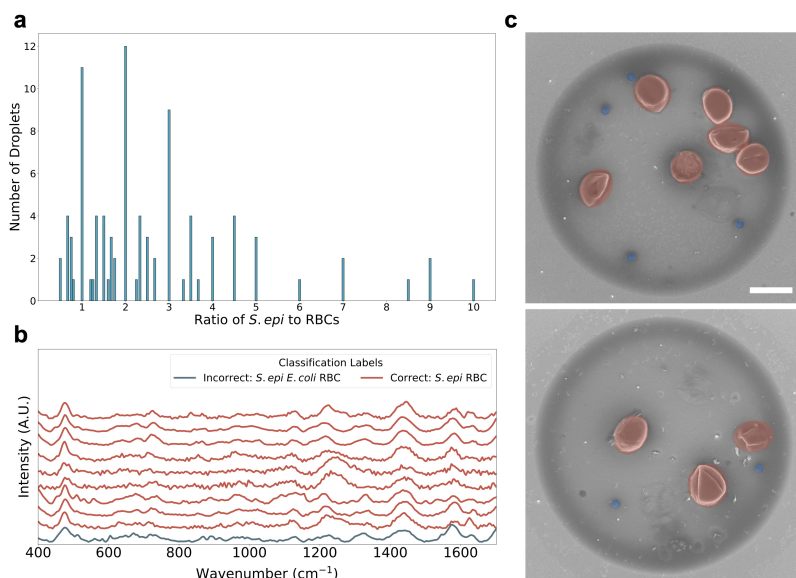 a
12
10
8
6
4
2
0
Number of Droplets
1 2 3 4 5 6 7 8 9 10
Ratio of S. epi to RBCs
b
Classification Labels
Incorrect: S. epi E. coli RBC Correct: S. epi RBC
Intensity (A.U.)
400 600 800 1000 1200 1400 1600
Wavenumber (cm⁻¹)
c